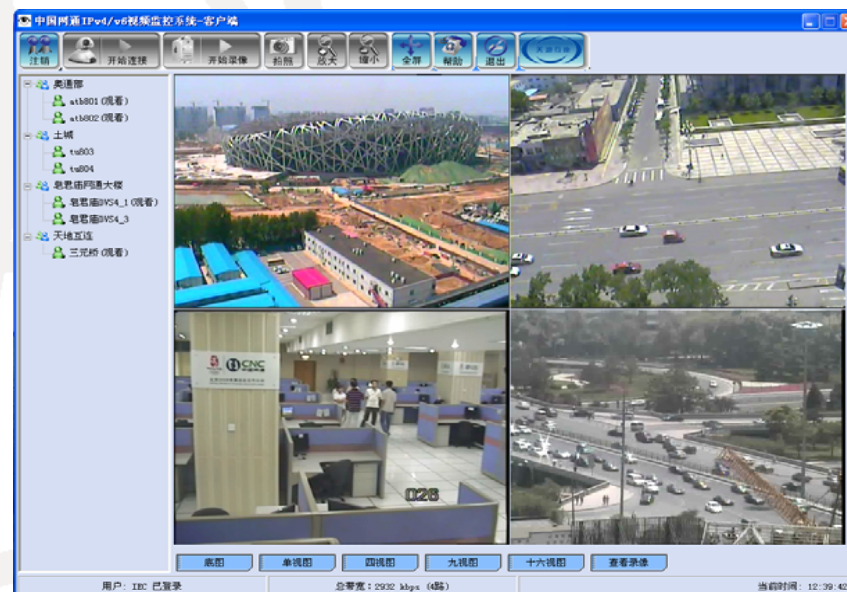 中国网通IPv4/v6视频监控系统-客户端
注销
开始连接
开始录像
拍照
放大
缩小
全屏
帮助
退出
天地互连
奥运部
atb801(观看)
atb802(观看)
土城
tu803
tu804
皂君庙网通大楼
皂君庙DVS4_1(观看)
皂君庙DVS4_3
天地互连
三元桥(观看)
CNC
026
底图
单视图
四视图
九视图
十六视图
查看录像
用户: IEC 已登录
总带宽：2932 kbps (4路)
当前时间: 12:39:42